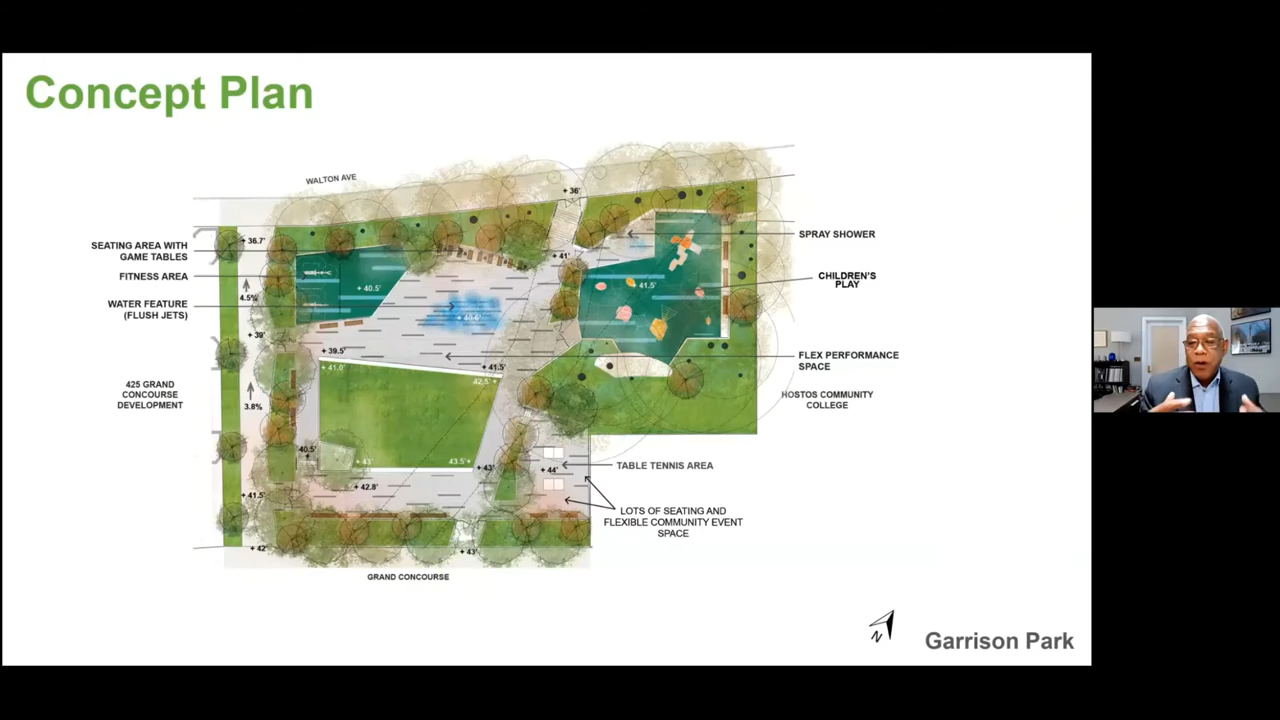 Concept Plan
WALTON AVE
+ 36'
SPRAY SHOWER
+ 36.7'
SEATING AREA WITH
GAME TABLES
+ 41'
FITNESS AREA
CHILDREN'S
PLAY
+ 40.5'
41.5'
4.5%
WATER FEATURE
(FLUSH JETS)
+ 40.6'
+ 39'
+ 39.5'
FLEX PERFORMANCE
SPACE
+ 41.0'
+ 41.5'
42.5' +
425 GRAND
CONCOURSE
DEVELOPMENT
3.8%
HOSTOS COMMUNITY
COLLEGE
40.5'
+
+ 43'
43.5' +
+ 43'
+ 44'
TABLE TENNIS AREA
+ 42.8'
+ 41.5'
LOTS OF SEATING AND
FLEXIBLE COMMUNITY EVENT
SPACE
+ 42'
+ 43'
GRAND CONCOURSE
N
Garrison Park